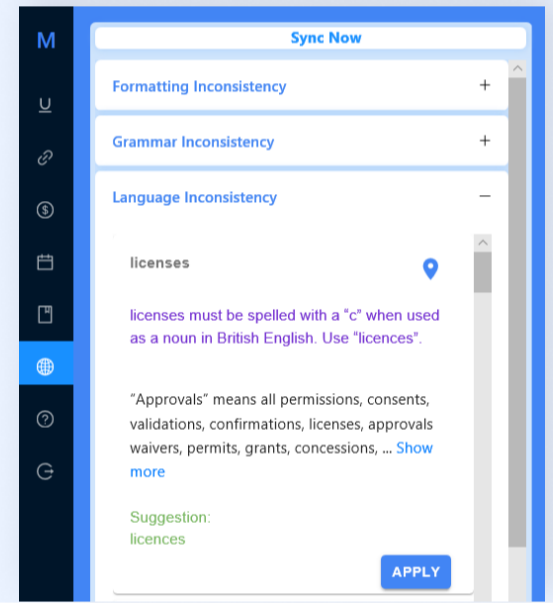 M
Sync Now
Formatting Inconsistency
Grammar Inconsistency
Language Inconsistency
licenses
licenses must be spelled with a “c” when used
as a noun in British English. Use “licences”.
“Approvals” means all permissions, consents,
validations, confirmations, licenses, approvals
waivers, permits, grants, concessions, ... Show
more
Suggestion:
licences
APPLY